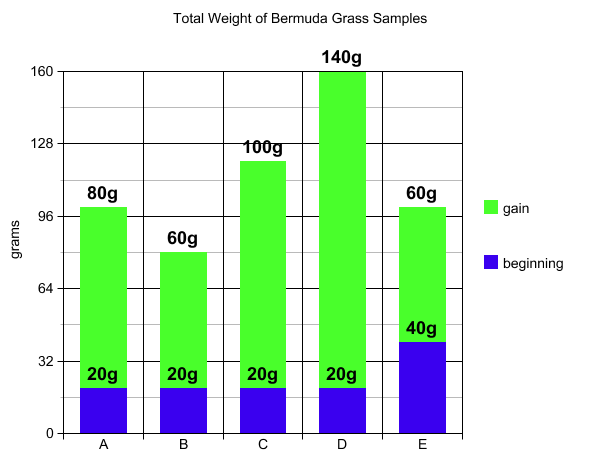 Total Weight of Bermuda Grass Samples
140g
160
128
100g
80g
60g
60g
96
64
32
0
grams
40g
20g
20g
20g
20g
A
B
C
D
E
gain
beginning